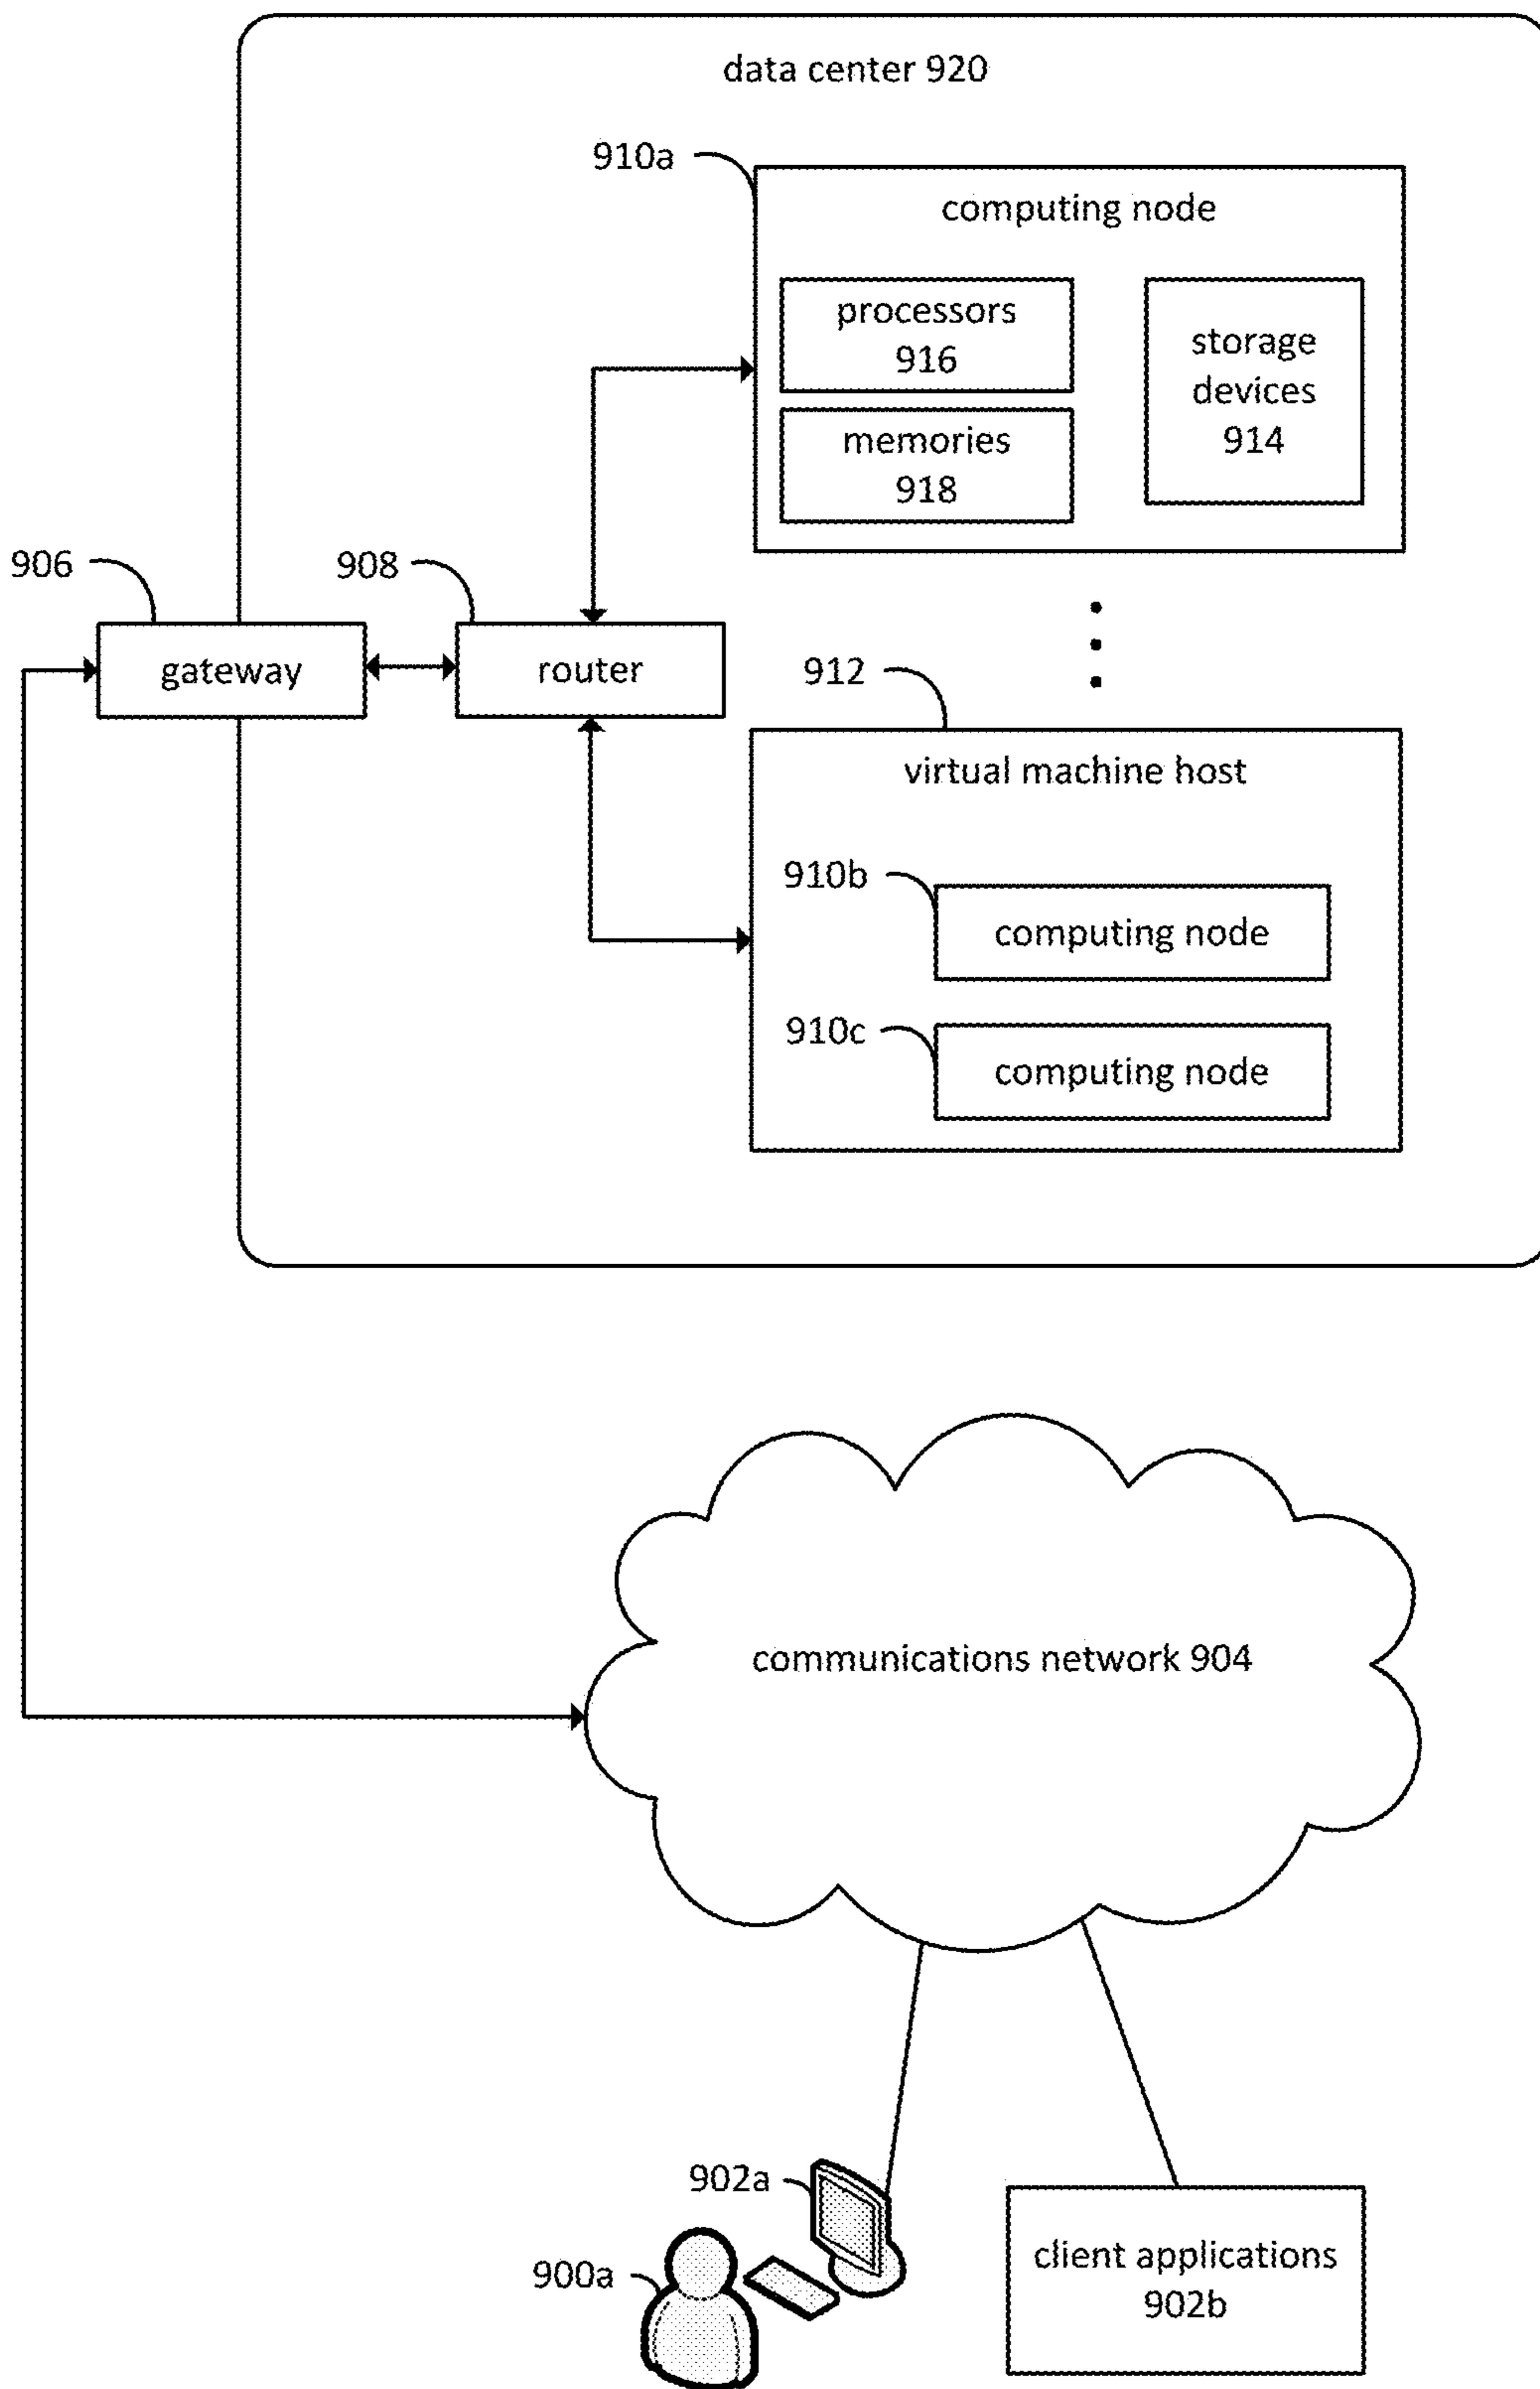 data center 920
910a
computing node
processors
916
storage
devices
914
memories
918
906
908
gateway
router
912
virtual machine host
910b
computing node
910c
computing node
communications network 904
902a
900a
client applications
902b